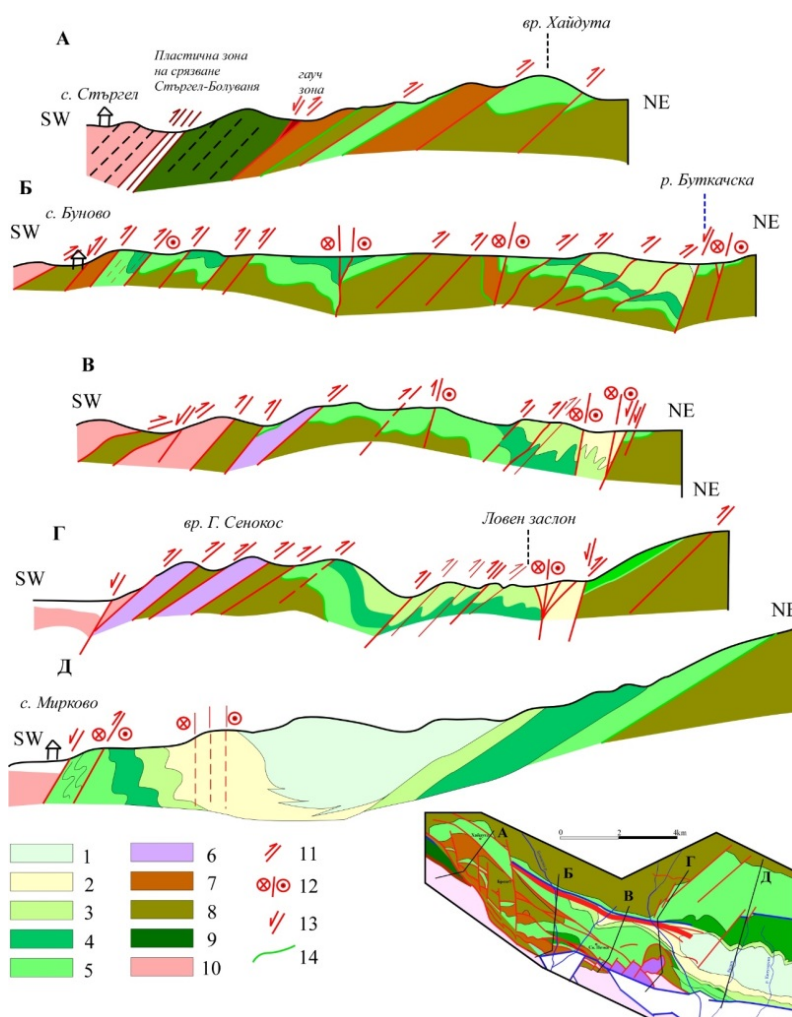 А
вр. Хайдута
Пластична зона
на срязване
Стъргел-Болуваня
гауч
зона
с. Стъргел
SW
NE
Б
р. Буткачска
с. Буново
SW
NE
В
SW
NE
NE
Г
вр. Г. Сенокос
Ловен заслон
SW
NE
Д
с. Мирково
SW
1
6
11
2
7
12
3
8
13
4
9
14
5
10
0 2 4km
А
Б
В
Г
Д